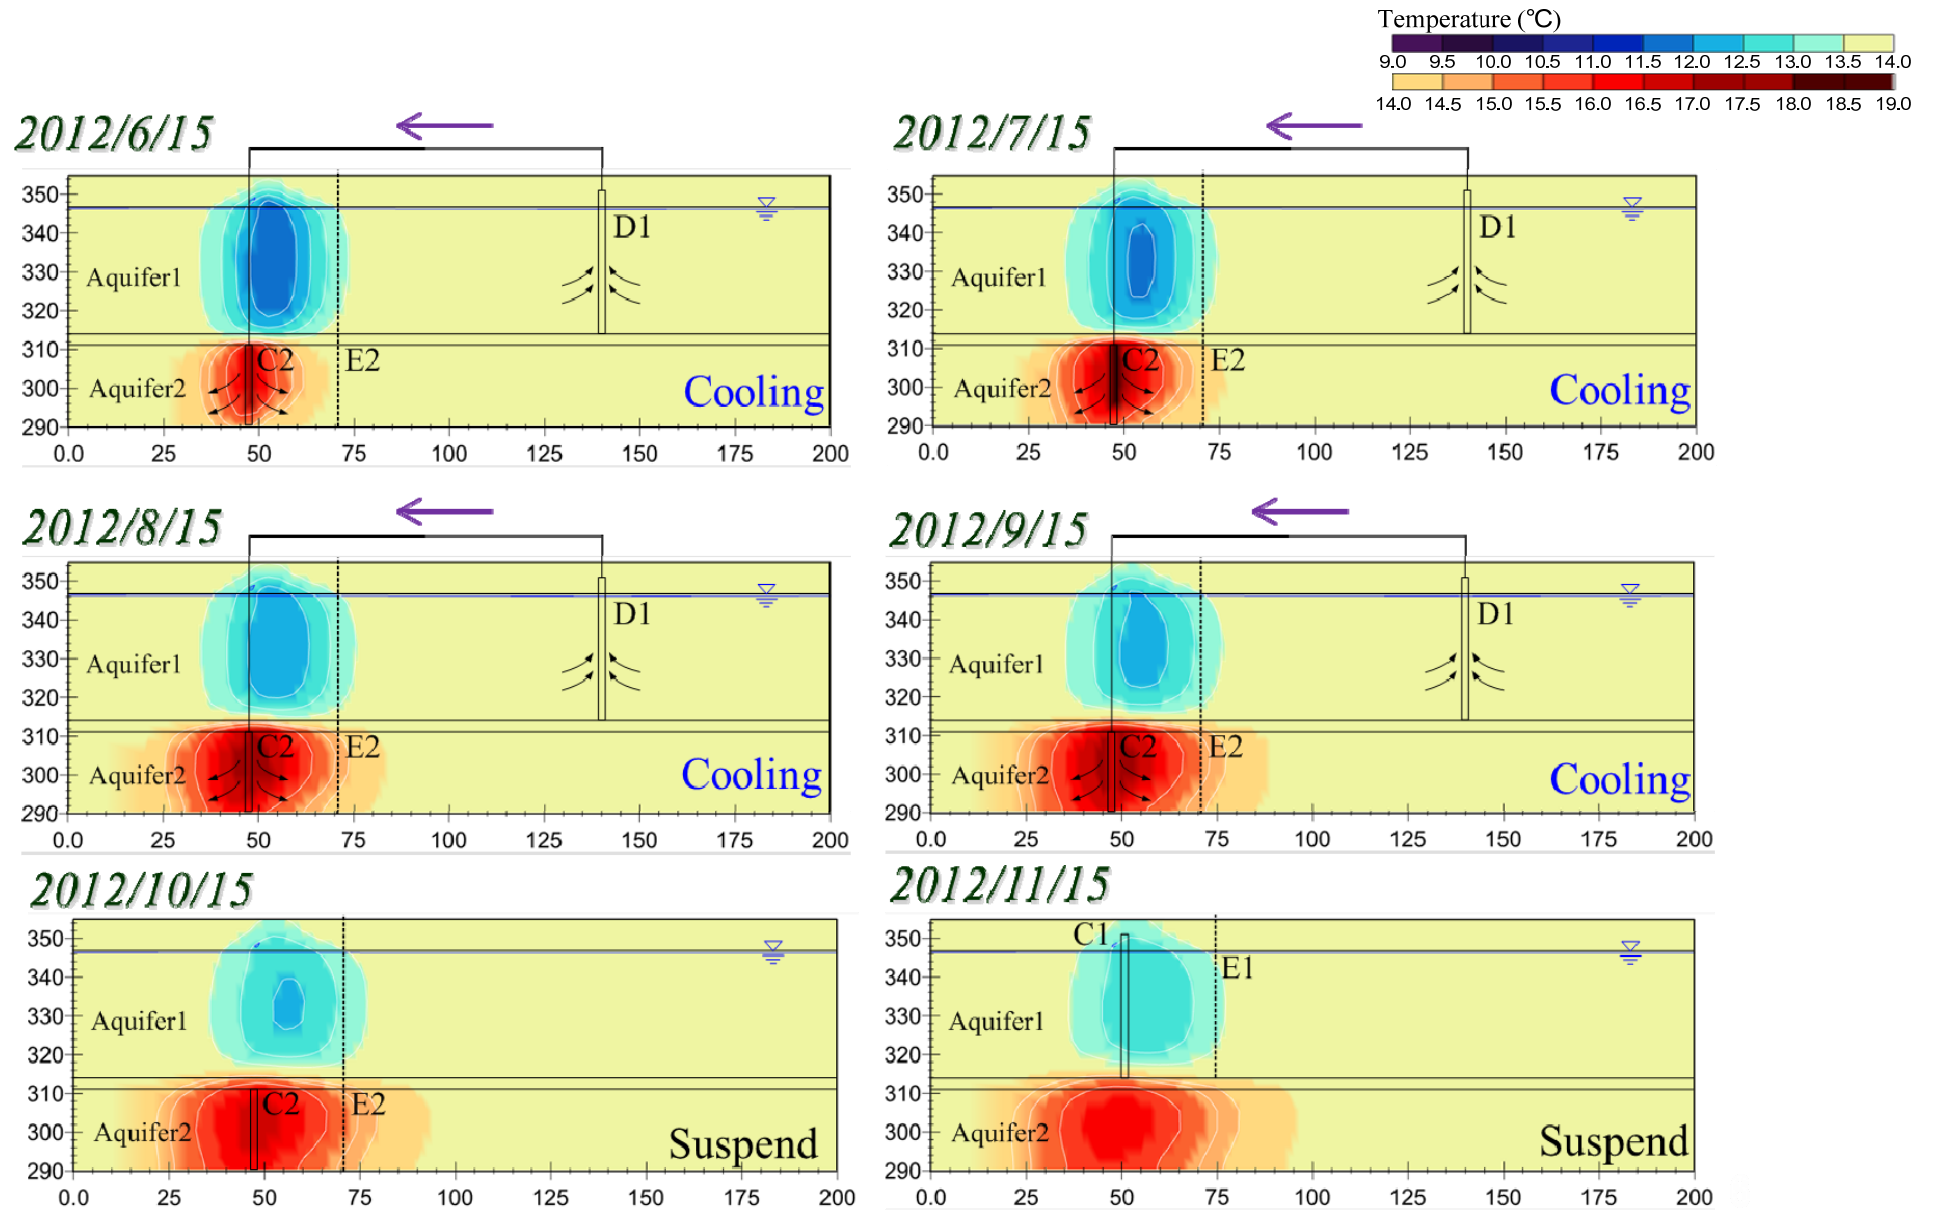 Temperature (℃)
9.0 9.5 10.0 10.5 11.0 11.5 12.0 12.5 13.0 13.5 14.0
14.0 14.5 15.0 15.5 16.0 16.5 17.0 17.5 18.0 18.5 19.0
2012/6/15
350
340
330
320
310
300
290
D1
Aquifer1
C2
E2
Aquifer2
Cooling
0.0 25 50 75 100 125 150 175 200
2012/7/15
350
340
330
320
310
300
290
D1
Aquifer1
C2
E2
Aquifer2
Cooling
0.0 25 50 75 100 125 150 175 200
2012/8/15
350
340
330
320
310
300
290
D1
Aquifer1
C2
E2
Aquifer2
Cooling
0.0 25 50 75 100 125 150 175 200
2012/9/15
350
340
330
320
310
300
290
D1
Aquifer1
C2
E2
Aquifer2
Cooling
0.0 25 50 75 100 125 150 175 200
2012/10/15
350
340
330
320
310
300
290
Aquifer1
C2
E2
Aquifer2
Suspend
0.0 25 50 75 100 125 150 175 200
2012/11/15
350
340
330
320
310
300
290
C1
E1
Aquifer1
Aquifer2
Suspend
0.0 25 50 75 100 125 150 175 200